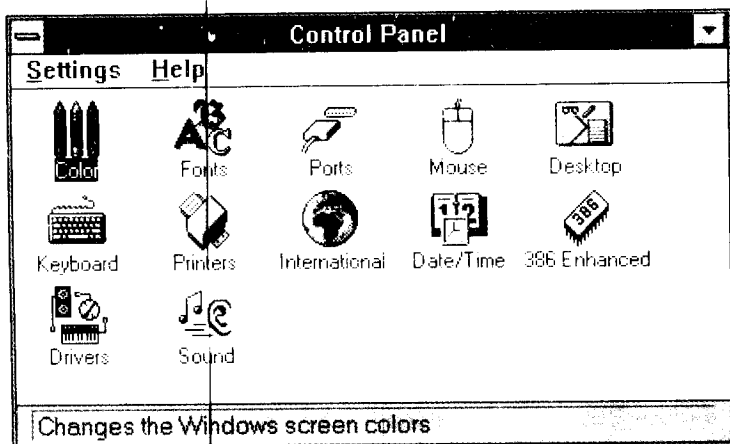 Control Panel
Settings Help
Color Fonts Ports Mouse Desktop
Keyboard Printers International Date/Time 386 Enhanced
Drivers Sound
Changes the Windows screen colors